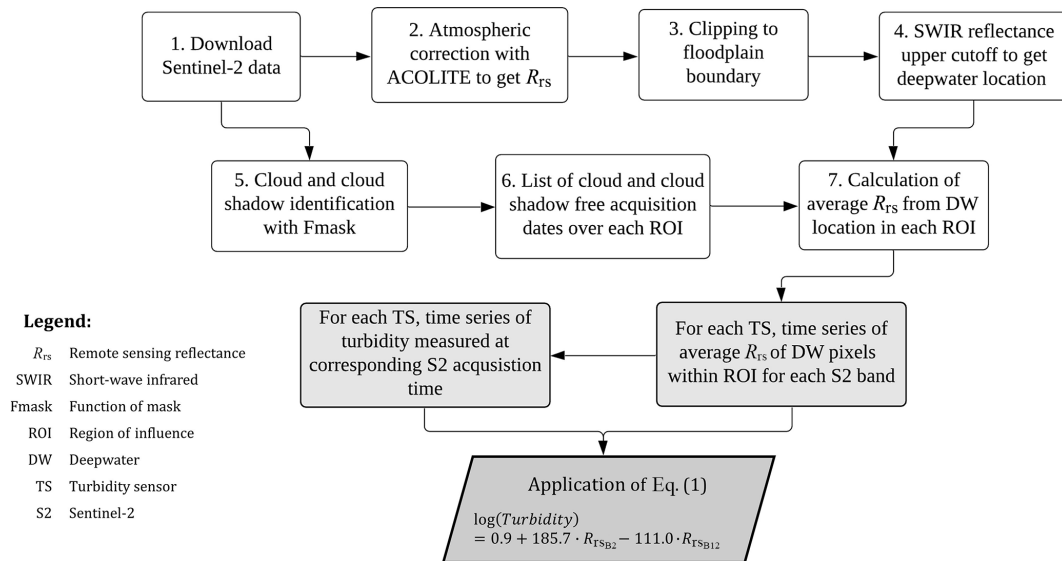 1. Download
Sentinel-2 data
2. Atmospheric
correction with
ACOLITE to get Rrs
3. Clipping to
floodplain
boundary
4. SWIR reflectance
upper cutoff to get
deepwater location
5. Cloud and cloud
shadow identification
with Fmask
6. List of cloud and cloud
shadow free acquisition
dates over each ROI
7. Calculation of
average Rrs from DW
location in each ROI
For each TS, time series of
turbidity measured at
corresponding S2 acqusistion
time
For each TS, time series of
average Rrs of DW pixels
within ROI for each S2 band
Application of Eq. (1)
log(Turbidity)
= 0.9 + 185.7 · RrsB2 − 111.0 · RrsB12
Legend:
Rrs Remote sensing reflectance
SWIR Short-wave infrared
Fmask Function of mask
ROI Region of influence
DW Deepwater
TS Turbidity sensor
S2 Sentinel-2